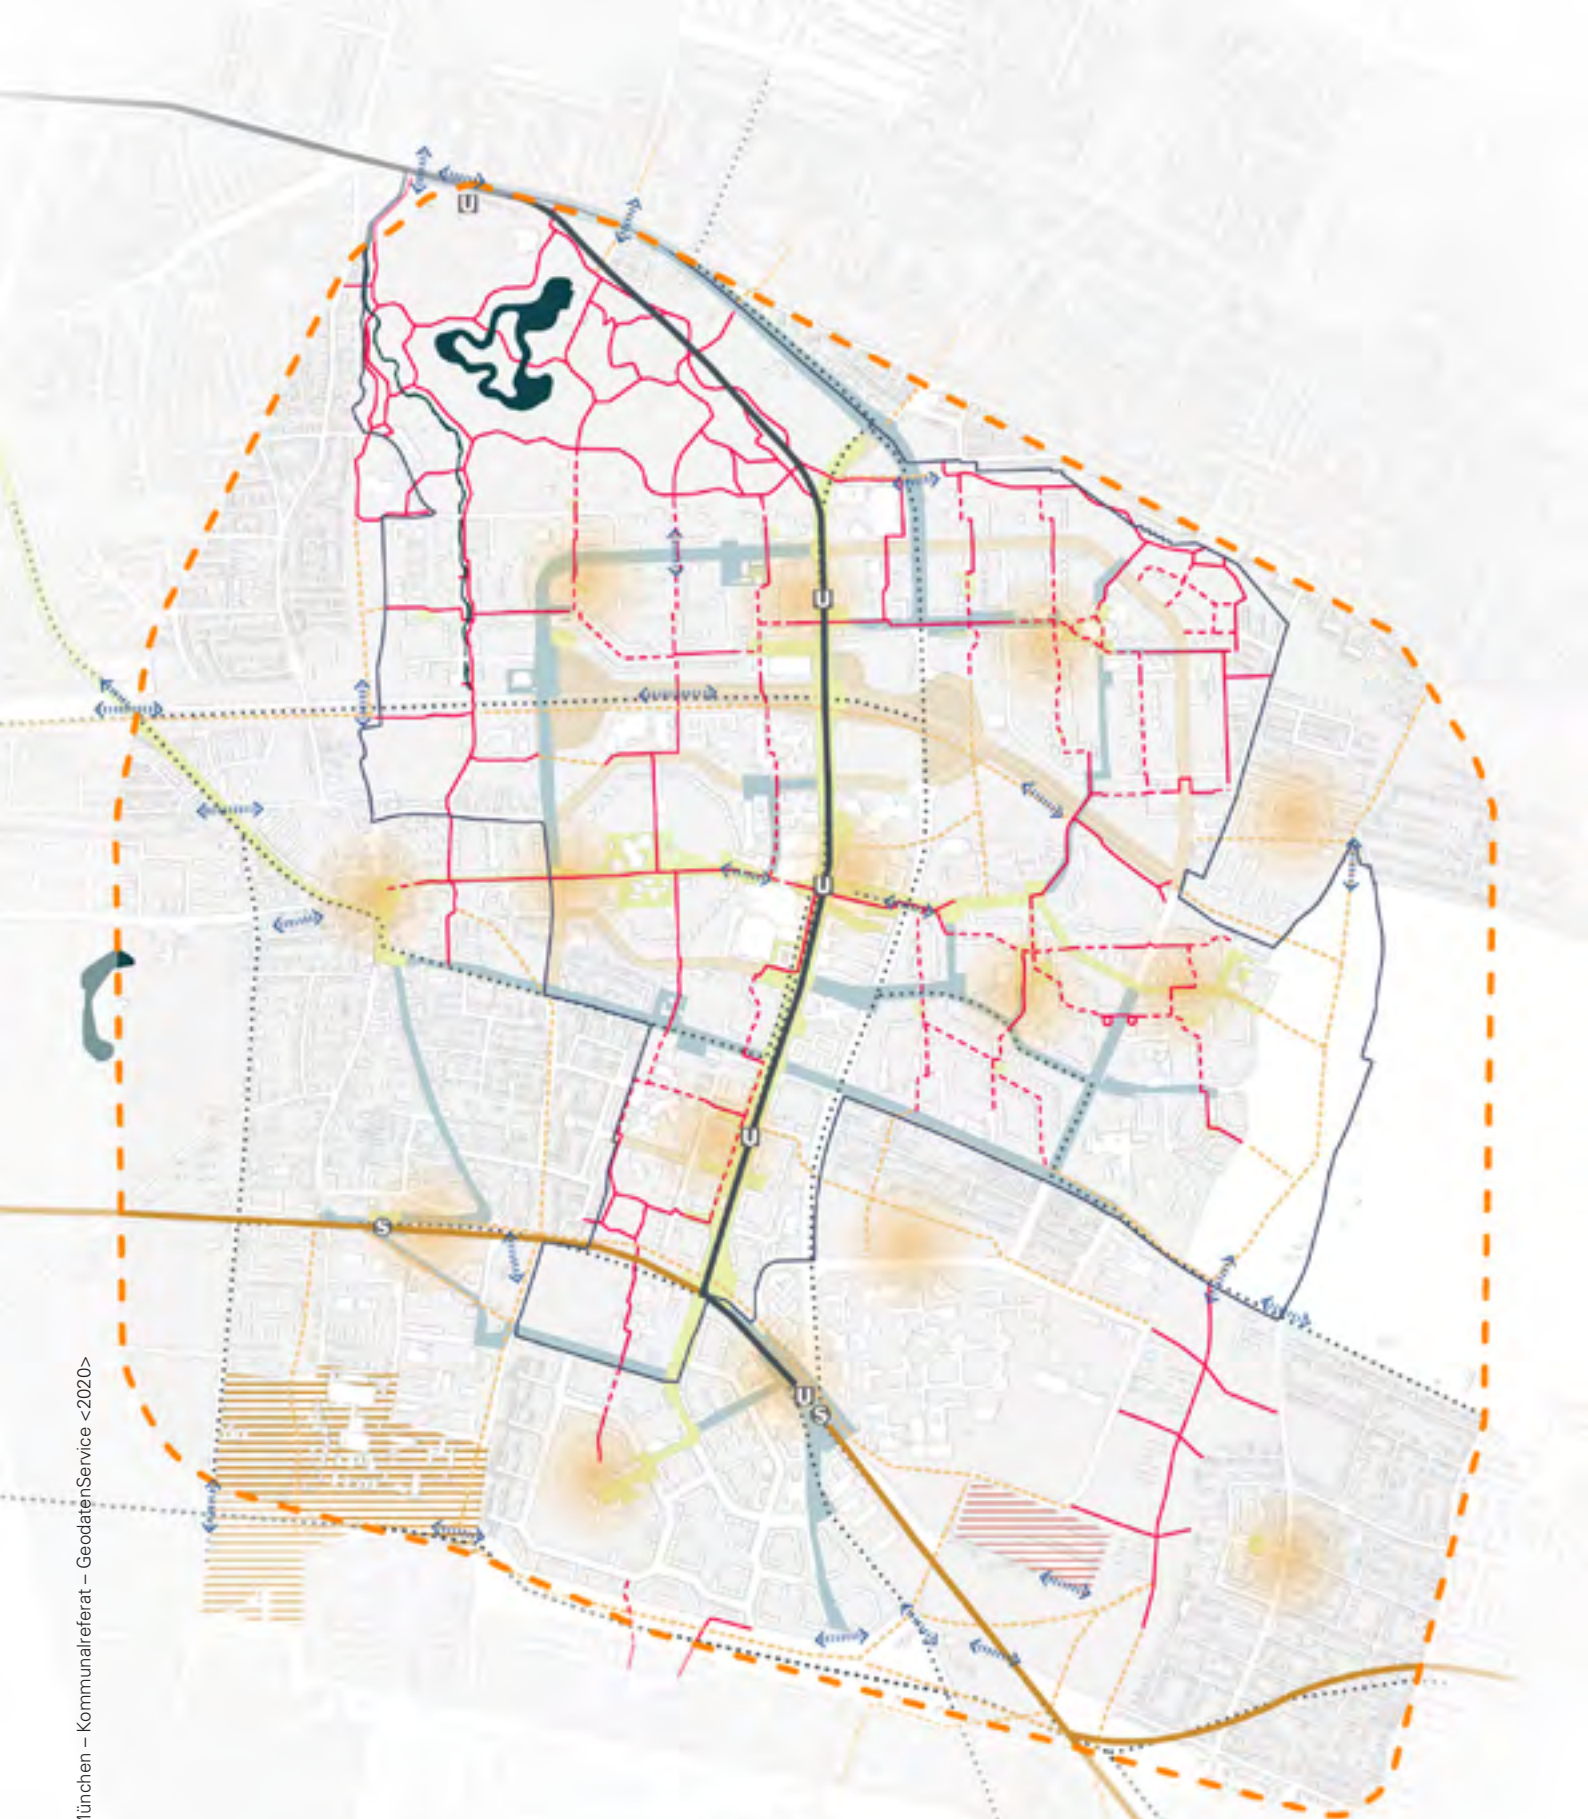 U
U
U
U
S
U
S
München – Kommunalreferat – GeodatenService <2020>